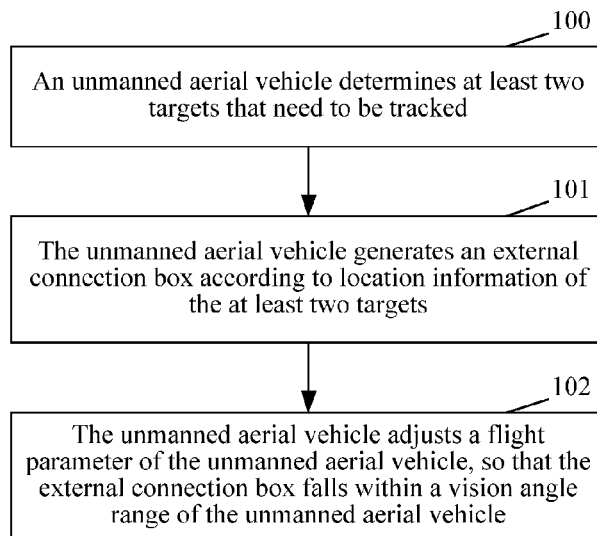 100
An unmanned aerial vehicle determines at least two
targets that need to be tracked
101
The unmanned aerial vehicle generates an external
connection box according to location information of
the at least two targets
102
The unmanned aerial vehicle adjusts a flight
parameter of the unmanned aerial vehicle, so that the
external connection box falls within a vision angle
range of the unmanned aerial vehicle